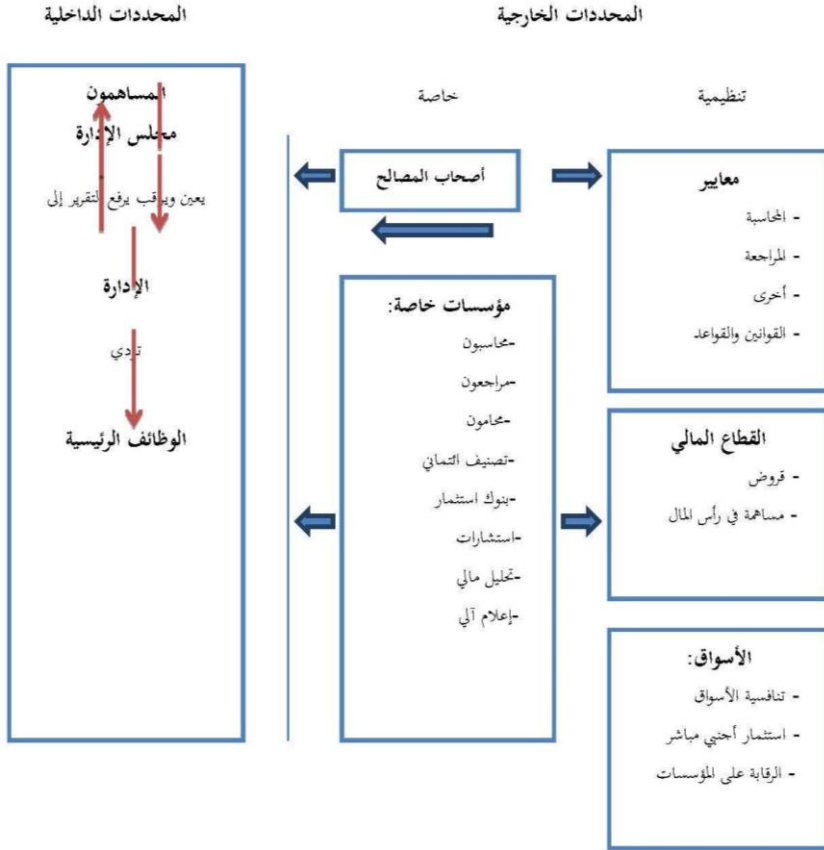 المحددات الخارجية
المحددات الداخلية
تنظيمية
خاصة
معايير
- المحاسبة
- المراجعة
- أخرى
- القوانين والقواعد
القطاع المالي
- قروض
- مساهمة في رأس المال
الأسواق:
- تنافسية الأسواق
- استثمار أجنبي مباشر
- الرقابة على المؤسسات
أصحاب المصالح
مؤسسات خاصة:
-محاسبون
-مراجعون
-محامون
-تصنيف ائتماني
-بنوك استثمار
-استشارات
-تحليل مالي
-إعلام آلي
المساهمون
مجلس الإدارة
يعين ويرقب يرفع التقرير إلى
الإدارة
تؤدي
الوظائف الرئيسية